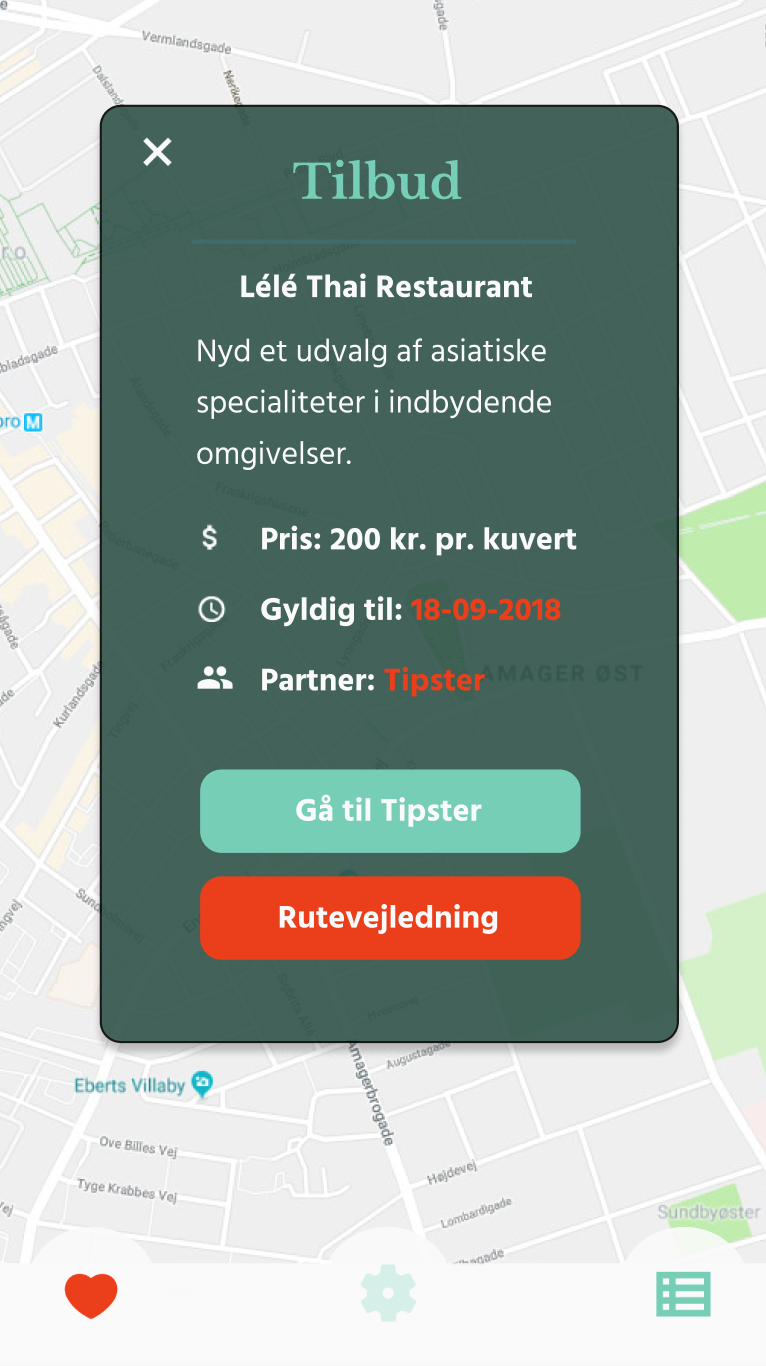 Vermlandsgade
Tilbud
Lélé Thai Restaurant
Nyd et udvalg af asiatiske
specialiteter i indbydende
omgivelser.
M
$
Pris: 200 kr. pr. kuvert
Gyldig til: 18-09-2018
Partner: Tipster
AMAGER ØST
Kurlandsgade
Gå til Tipster
Rutevejledning
Hveensvej
Augustagade
Amagerbrogade
Eberts Villaby
Ove Billes Vej
Højdevej
Tyge Krabbes Vej
Lombardigade
Sundbyøster